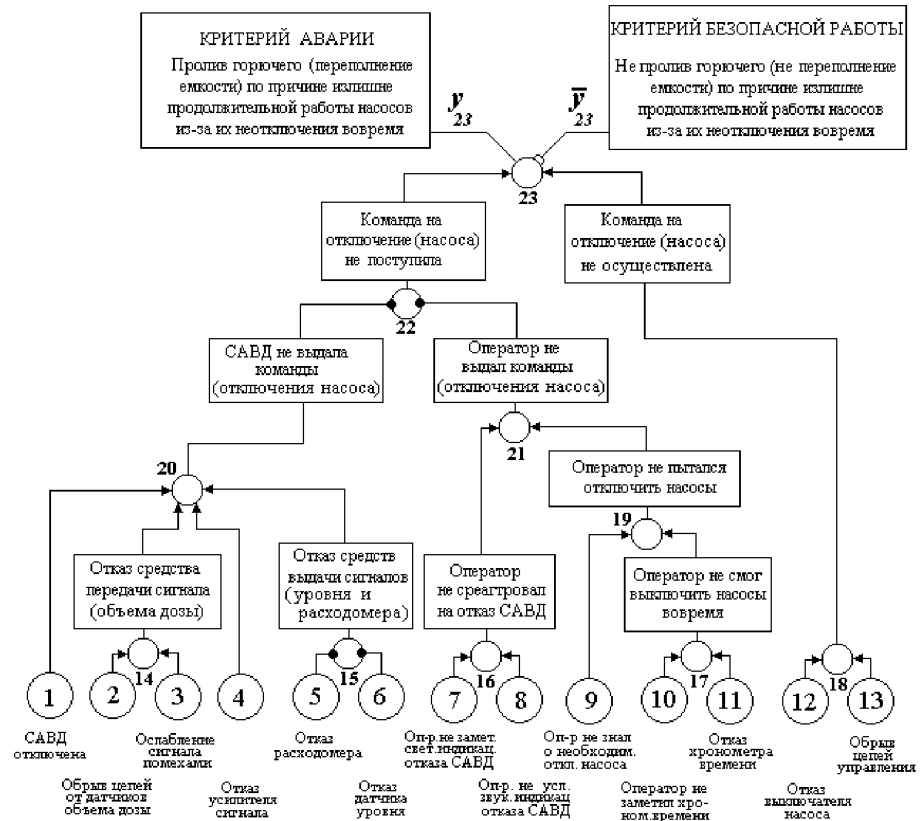 КРИТЕРИЙ АВАРИИ
Пролив горючего (переполнение
емкости) по причине излишне
продолжительной работы насосов
из-за их неотключения вовремя
y
23
y̅
23
КРИТЕРИЙ БЕЗОПАСНОЙ РАБОТЫ
Не пролив горючего (не переполнение
емкости) по причине излишне
продолжительной работы насосов
из-за их неотключения вовремя
23
Команда на
отключение (насоса)
не поступила
Команда на
отключение (насоса)
не осуществлена
22
САВД не выдала
команды
(отключения насоса)
Оператор не
выдал команды
(отключения насоса)
21
20
Оператор не пытался
отключить насосы
19
Отказ средства
передачи сигнала
(объема дозы)
Отказ средств
выдачи сигналов
(уровня и
расходомера)
Оператор
не среагтровал
на отказ САВД
Оператор не смог
выключить насосы
вовремя
14
15
16
17
18
1
2
3
4
5
6
7
8
9
10
11
12
13
САВД
отключена
Обрыв цепей
от датчиков
объема дозы
Ослабление
сигнала
помехами
Отказ
усилителя
сигнала
Отказ
расходомера
Отказ
датчика
уровня
Оп-р.не замет.
свет.индикац.
отказа САВД
Оп-р. не усл.
звук.индикац
отказа САВД
Оп-р не знал
о необходим.
откл. насоса
Оператор не
заметил хро-
ном.времени
Отказ
хронометра
времени
Отказ
выключателя
насоса
Обрыв
цепей
управления